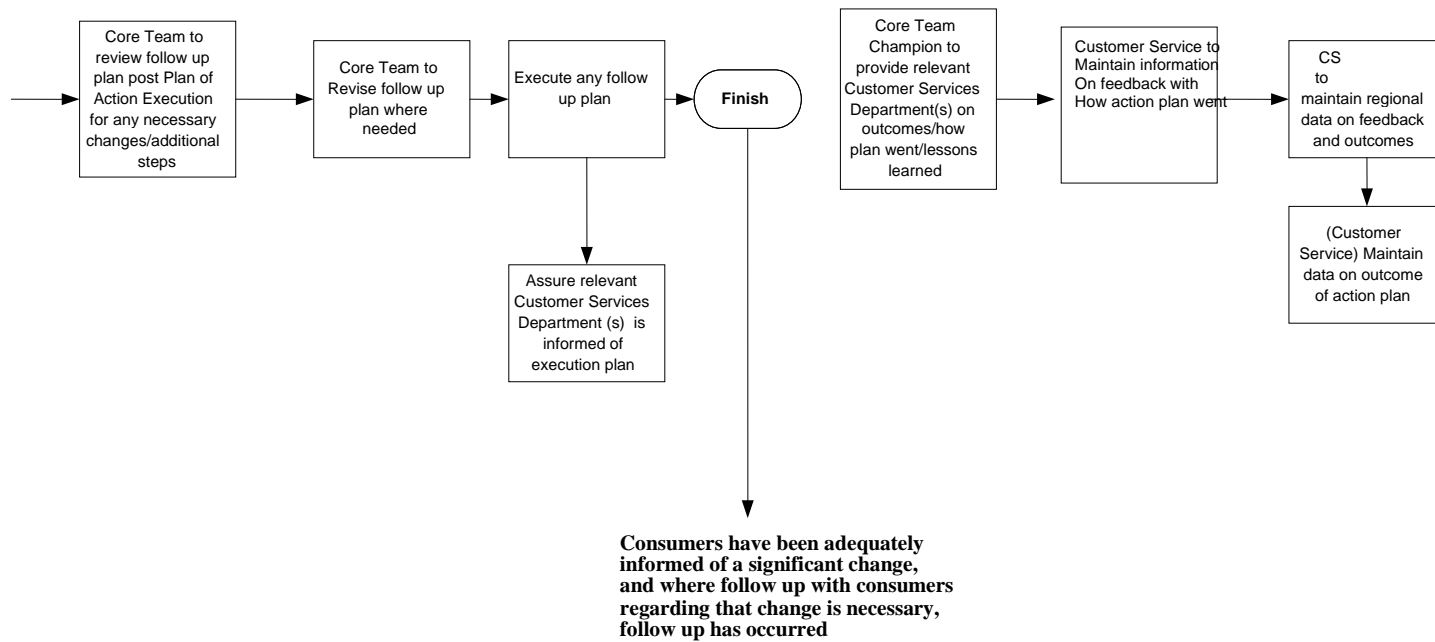 Core Team to
review follow up
plan post Plan of
Action Execution
for any necessary
changes/additional
steps
Core Team to
Revise follow up
plan where
needed
Execute any follow
up plan
Finish
Assure relevant
Customer Services
Department (s) is
informed of
execution plan
Consumers have been adequately
informed of a significant change,
and where follow up with consumers
regarding that change is necessary,
follow up has occurred
Core Team
Champion to
provide relevant
Customer Services
Department(s) on
outcomes/how
plan went/lessons
learned
Customer Service to
Maintain information
On feedback with
How action plan went
CS
to
maintain regional
data on feedback
and outcomes
(Customer
Service) Maintain
data on outcome
of action plan